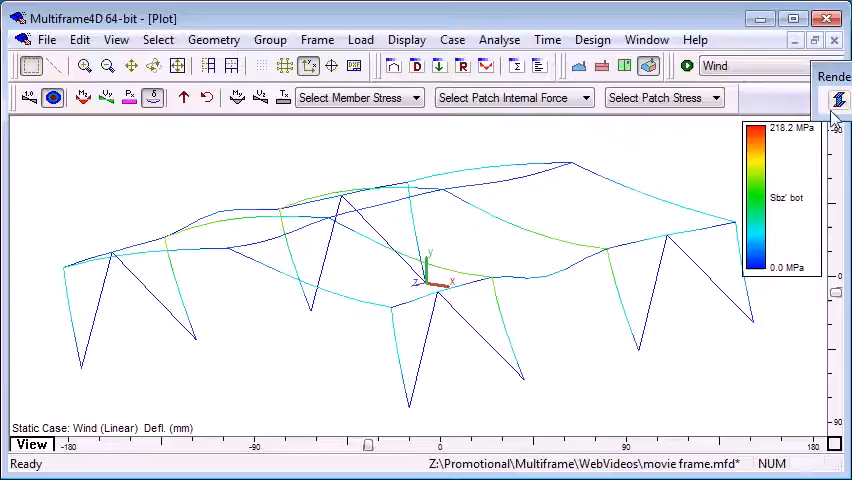 Multiframe4D 64-bit - [Plot]
File Edit View Select Geometry Group Frame Load Display Case Analyse Time Design Window Help
Wind
Rende
1.0 Select Member Stress Select Patch Internal Force Select Patch Stress
218.2 MPa
Sbz' bot
0.0 MPa
y
z x
Static Case: Wind (Linear) Defl. (mm)
View -180 -90 0 90 180
Ready Z:\Promotional\Multiframe\WebVideos\movie frame.mfd* NUM